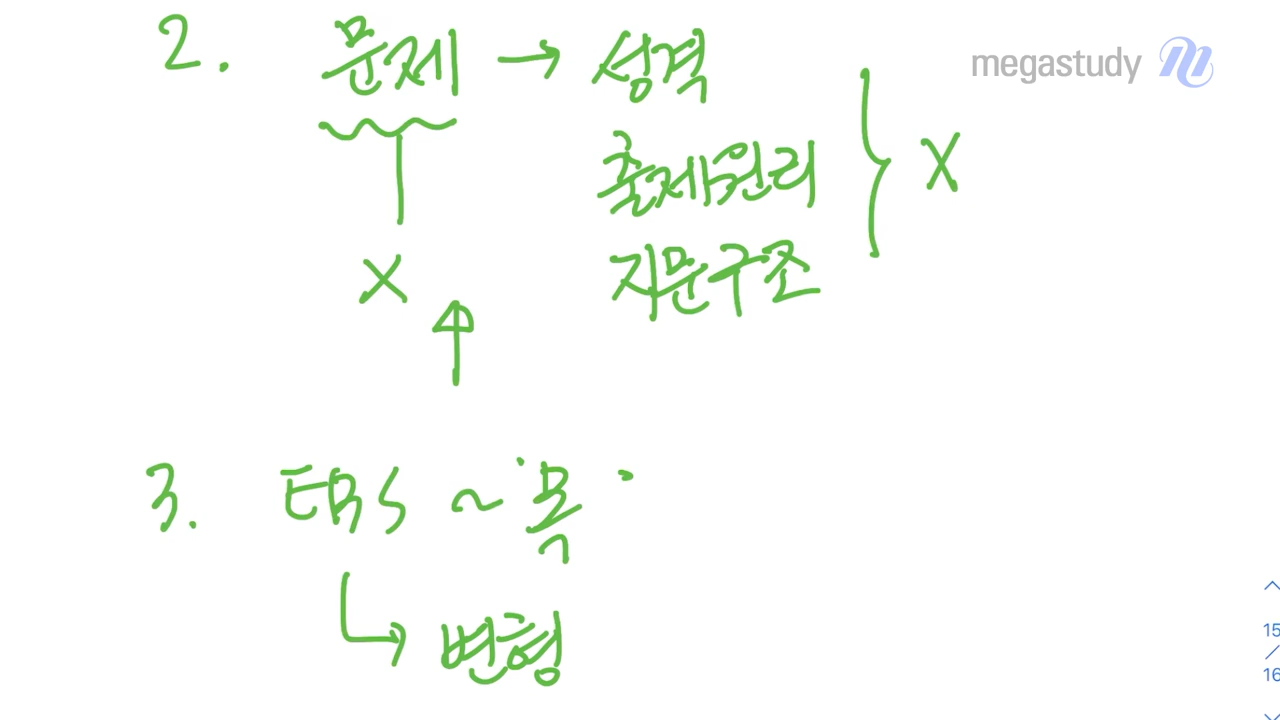 2. 문제 → 성격
megastudy
출제원리
X
X
지문구조
3. EBS ~ '목'
→ 변형
15
/
16